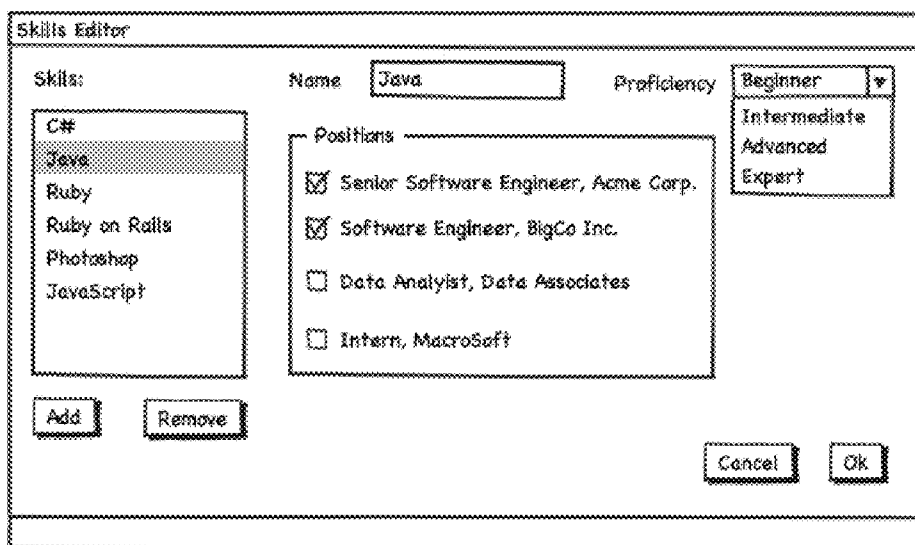 Skills Editor
Skills:
Name Java
Proficiency Beginner
Intermediate
Advanced
Expert
C#
Java
Ruby
Ruby on Rails
Photoshop
JavaScript
Positions
Senior Software Engineer, Acme Corp.
Software Engineer, BigCo Inc.
Data Analyist, Data Associates
Intern, MacroSoft
Add
Remove
Cancel
Ok